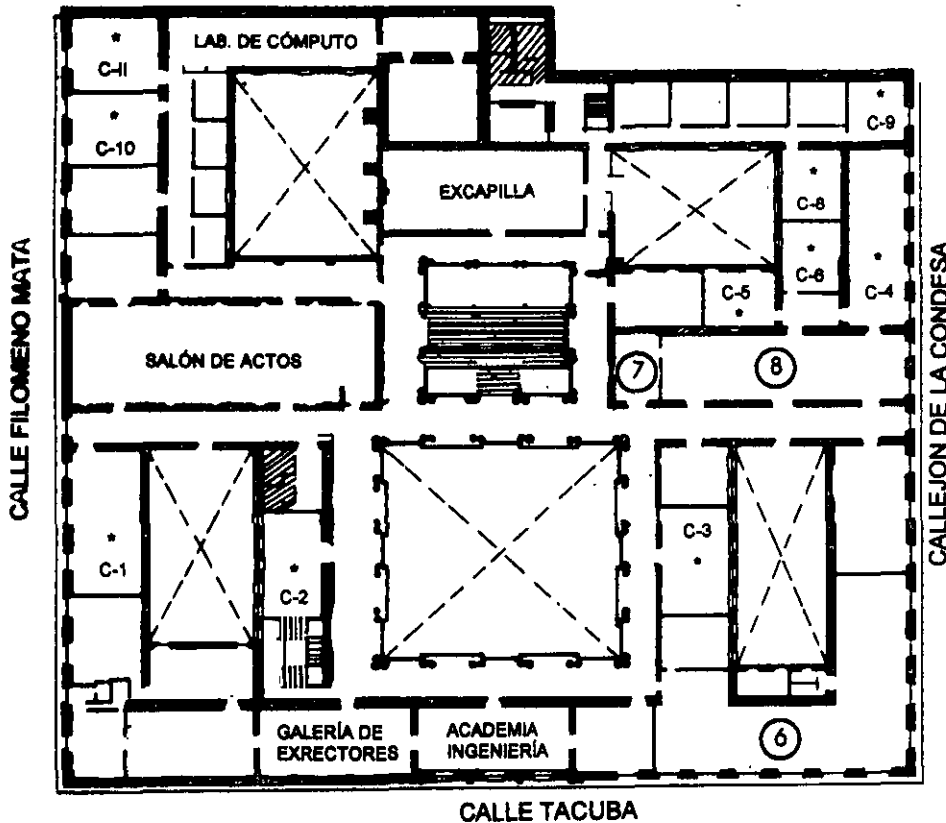 *
C-11
LAB. DE CÓMPUTO
*
C-10
*
C-9
EXCAPILLA
*
C-8
*
C-6
C-5
*
*
C-4
CALLE FILOMENO MATA
SALÓN DE ACTOS
7
8
CALLEJON DE LA CONDESA
*
C-1
*
C-2
C-3
*
GALERÍA DE
EXRECTORES
ACADEMIA
INGENIERÍA
6
CALLE TACUBA